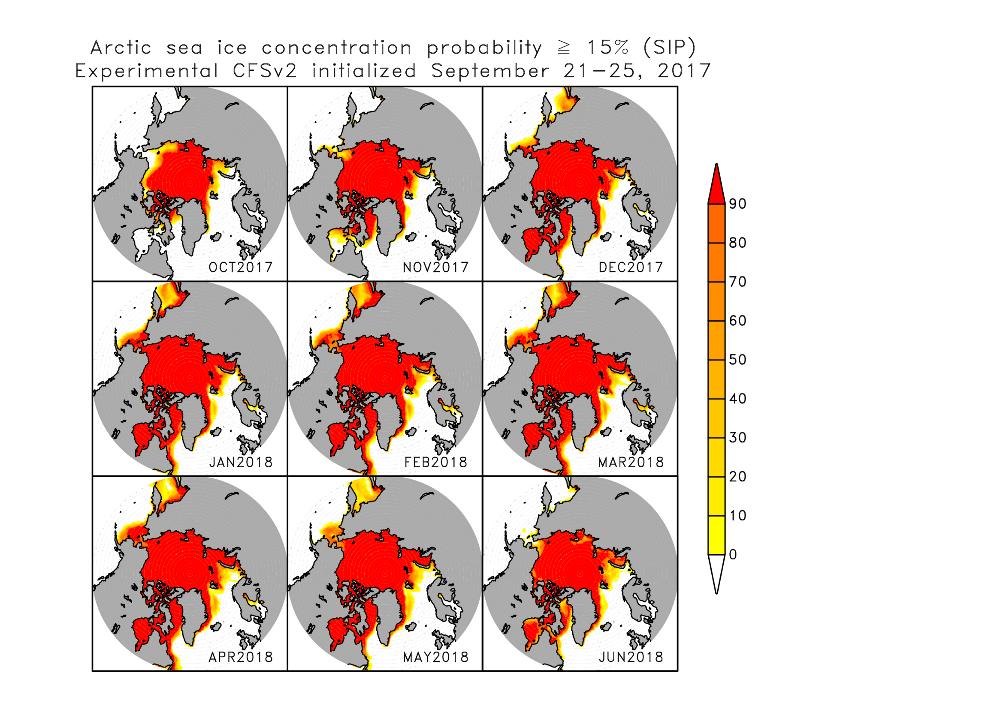 Arctic sea ice concentration probability ≧ 15% (SIP)
Experimental CFSv2 initialized September 21-25, 2017
OCT2017
NOV2017
DEC2017
JAN2018
FEB2018
MAR2018
APR2018
MAY2018
JUN2018
90
80
70
60
50
40
30
20
10
0